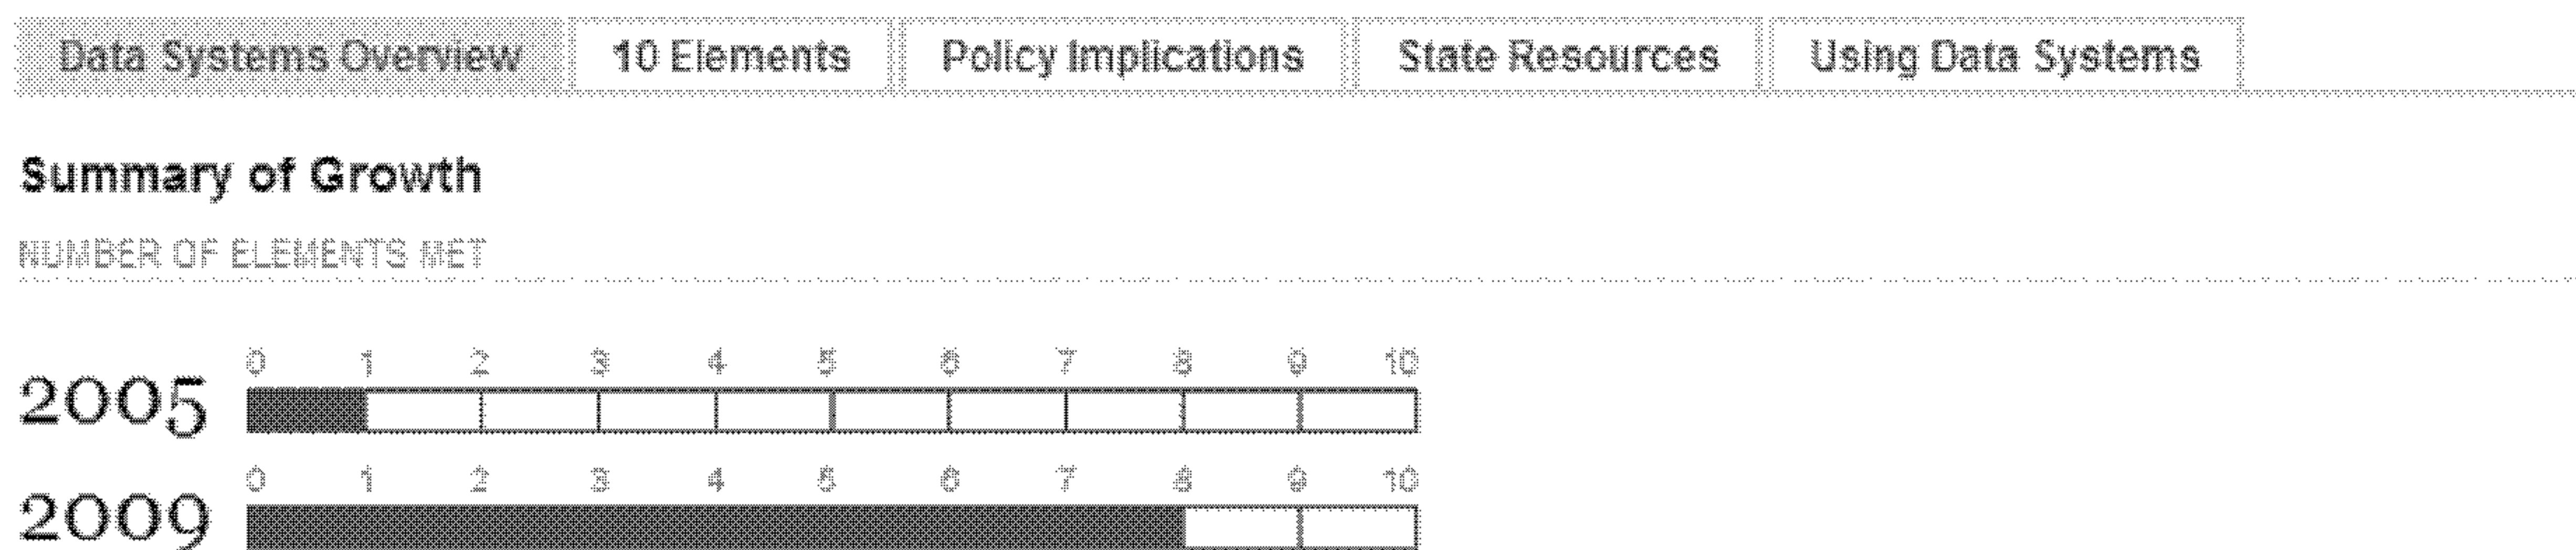 Data Systems Overview 10 Elements Policy Implications State Resources Using Data Systems
Summary of Growth
NUMBER OF ELEMENTS MET
0 1 2 3 4 5 6 7 8 9 10
2005
0 1 2 3 4 5 6 7 8 9 10
2009